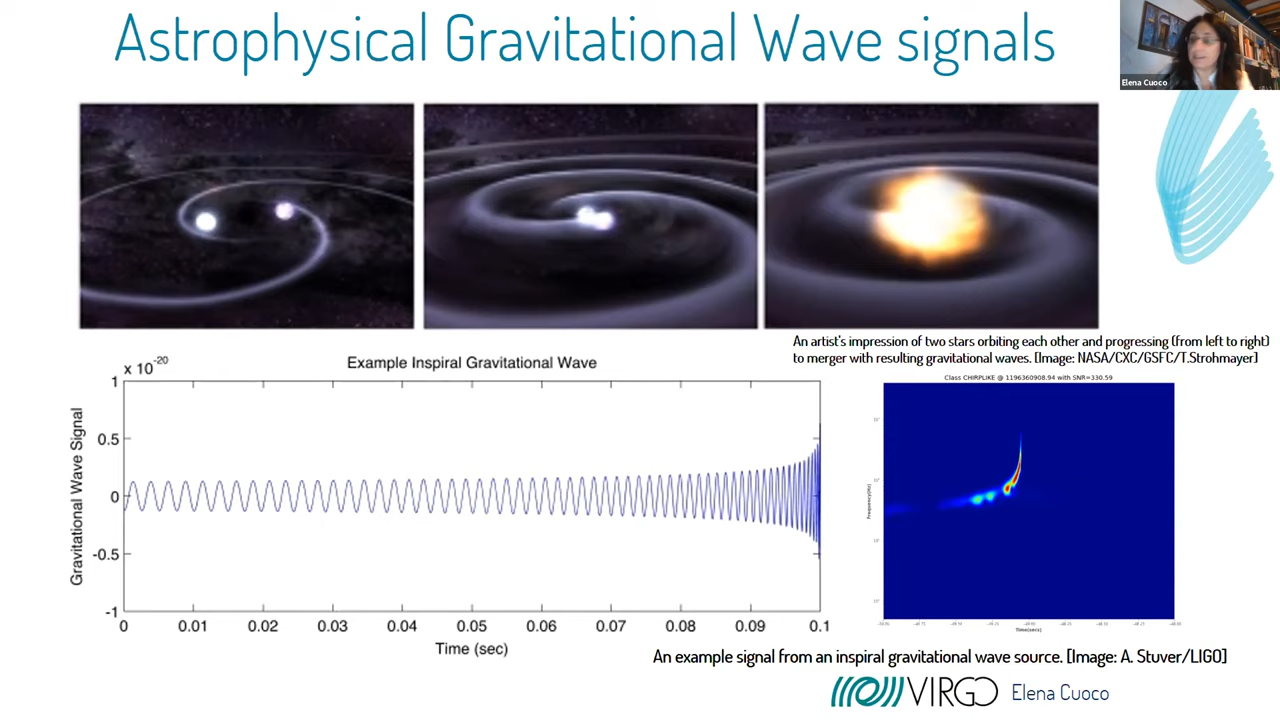 Astrophysical Gravitational Wave signals
Elena Cuoco
An artist's impression of two stars orbiting each other and progressing (from left to right)
to merger with resulting gravitational waves. [Image: NASA/CXC/GSFC/T.Strohmayer]
x 10⁻²⁰
Example Inspiral Gravitational Wave
Gravitational Wave Signal
1
0.5
0
-0.5
-1
0 0.01 0.02 0.03 0.04 0.05 0.06 0.07 0.08 0.09 0.1
Time (sec)
Class CHIRPLIKE @ 1196360908.94 with SNR=330.59
Frequency(Hz)
Time(secs)
An example signal from an inspiral gravitational wave source. [Image: A. Stuver/LIGO]
VIRGO Elena Cuoco